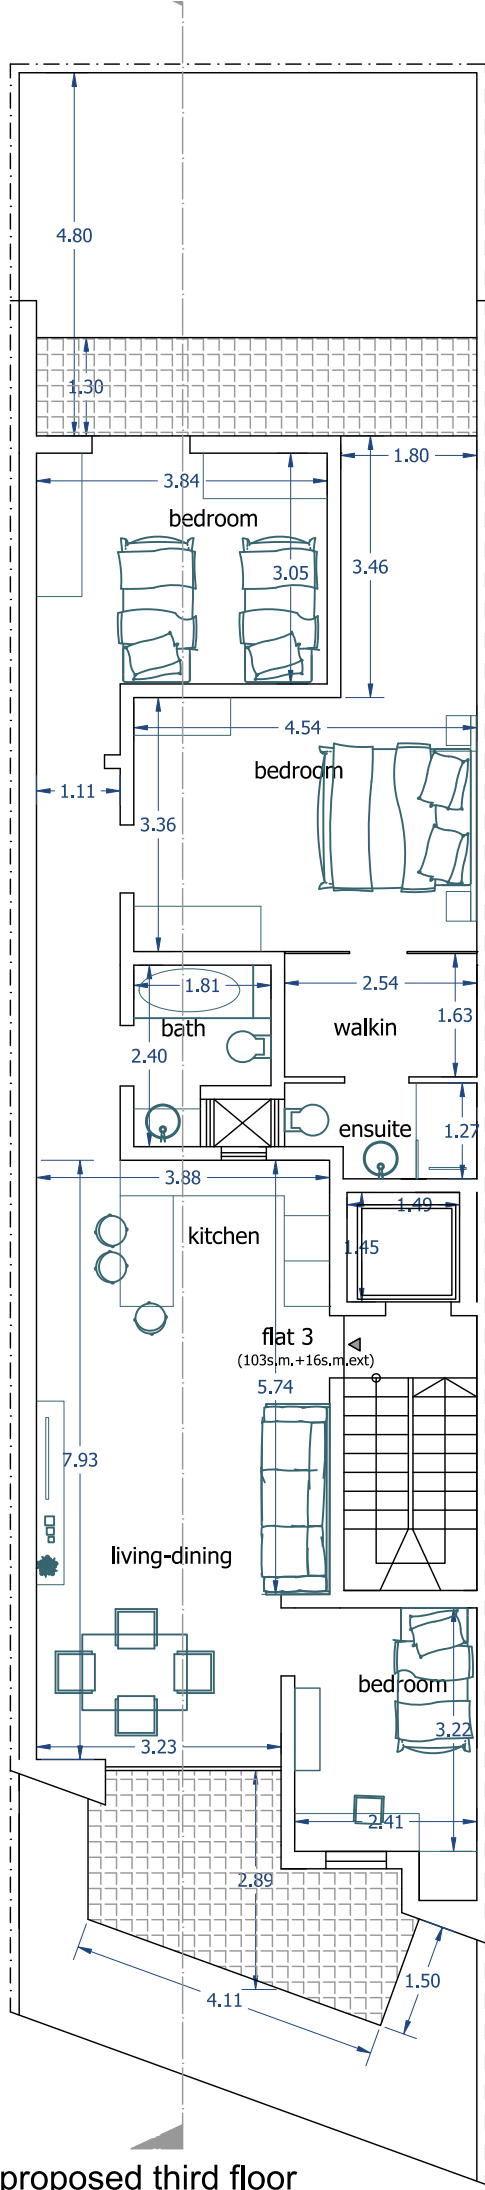 4.80
1.30
1.80
3.84
bedroom
3.05
3.46
4.54
bedroom
1.11
3.36
1.81
2.54
1.63
bath
walkin
2.40
ensuite
1.27
3.88
1.49
kitchen
1.45
flat 3
(103s.m.+16s.m.ext)
5.74
7.93
living-dining
bedroom
3.22
3.23
2.41
2.89
1.50
4.11
proposed third floor